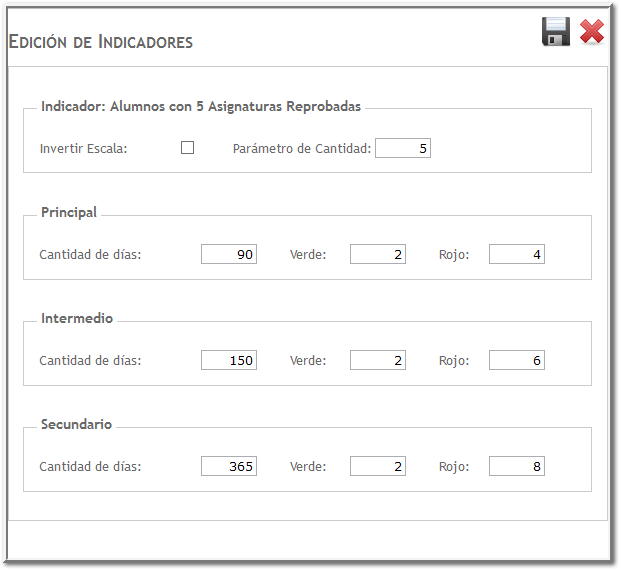 Edición de Indicadores
Indicador: Alumnos con 5 Asignaturas Reprobadas
Invertir Escala: Parámetro de Cantidad: 5
Principal
Cantidad de días: 90 Verde: 2 Rojo: 4
Intermedio
Cantidad de días: 150 Verde: 2 Rojo: 6
Secundario
Cantidad de días: 365 Verde: 2 Rojo: 8